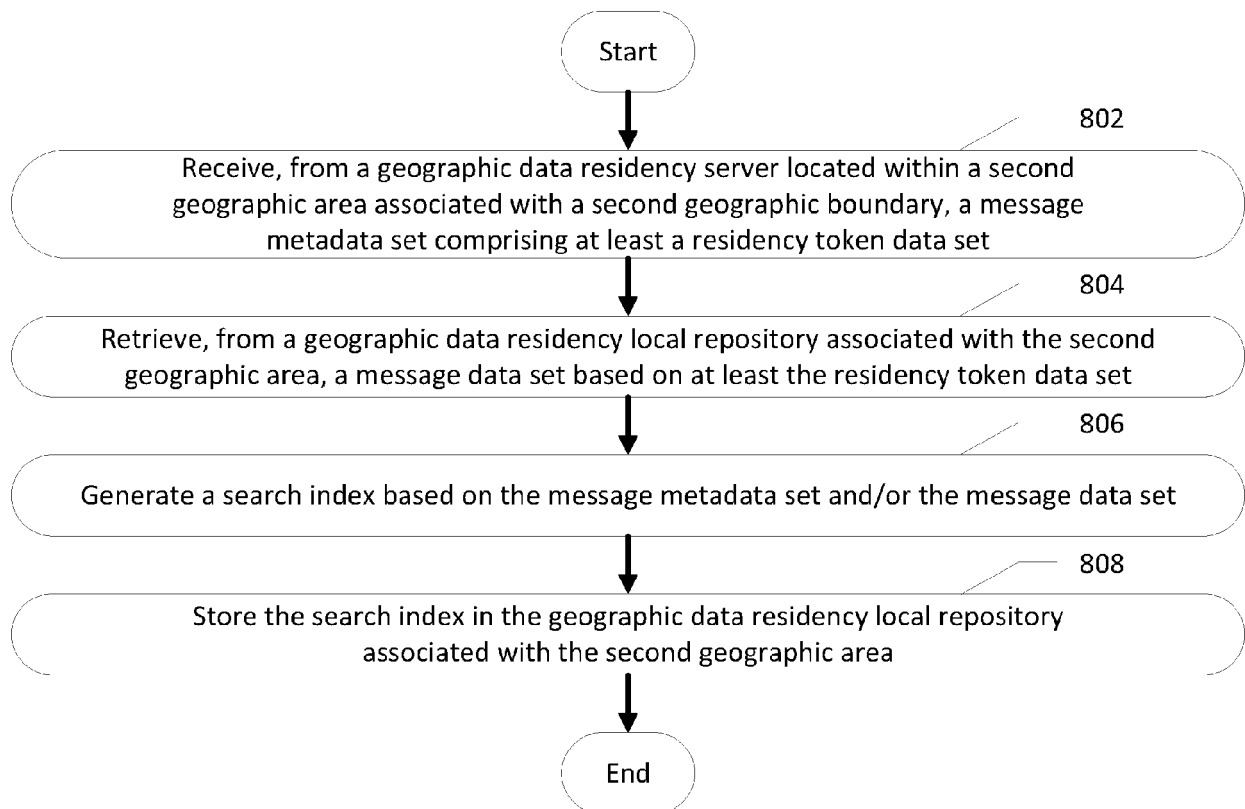 Start
802
Receive, from a geographic data residency server located within a second
geographic area associated with a second geographic boundary, a message
metadata set comprising at least a residency token data set
804
Retrieve, from a geographic data residency local repository associated with the second
geographic area, a message data set based on at least the residency token data set
806
Generate a search index based on the message metadata set and/or the message data set
808
Store the search index in the geographic data residency local repository
associated with the second geographic area
End